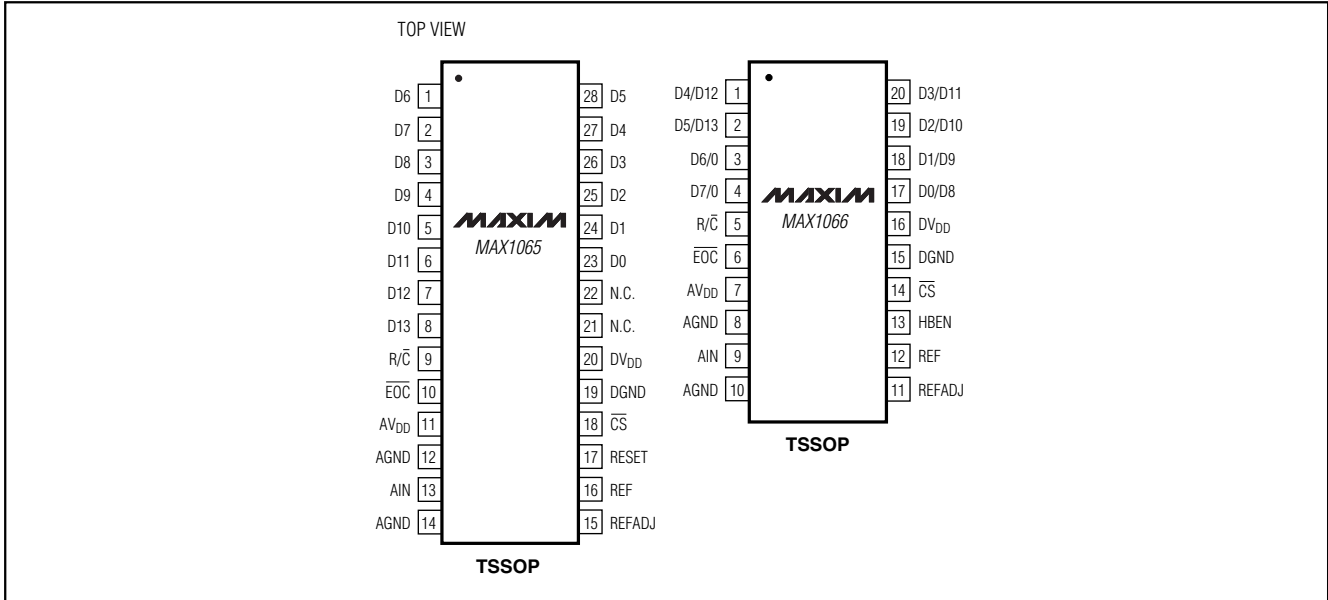 TOP VIEW
D6 1
D7 2
D8 3
D9 4
D10 5
D11 6
D12 7
D13 8
R/C̅ 9
E̅O̅C̅ 10
AVDD 11
AGND 12
AIN 13
AGND 14
MAXIM
MAX1065
28 D5
27 D4
26 D3
25 D2
24 D1
23 D0
22 N.C.
21 N.C.
20 DVDD
19 DGND
18 C̅S̅
17 RESET
16 REF
15 REFADJ
TSSOP
D4/D12 1
D5/D13 2
D6/0 3
D7/0 4
R/C̅ 5
E̅O̅C̅ 6
AVDD 7
AGND 8
AIN 9
AGND 10
MAXIM
MAX1066
20 D3/D11
19 D2/D10
18 D1/D9
17 D0/D8
16 DVDD
15 DGND
14 C̅S̅
13 HBEN
12 REF
11 REFADJ
TSSOP